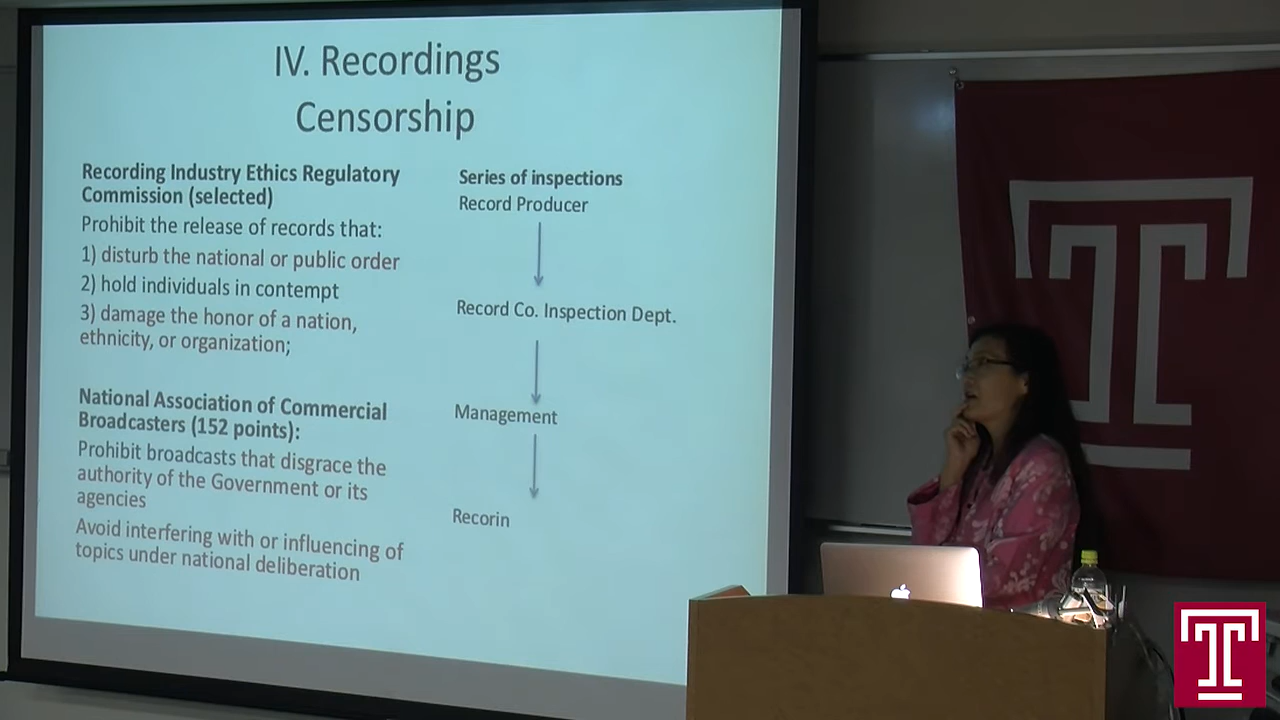 IV. Recordings
Censorship
Recording Industry Ethics Regulatory
Commission (selected)
Prohibit the release of records that:
1) disturb the national or public order
2) hold individuals in contempt
3) damage the honor of a nation,
ethnicity, or organization;
National Association of Commercial
Broadcasters (152 points):
Prohibit broadcasts that disgrace the
authority of the Government or its
agencies
Avoid interfering with or influencing of
topics under national deliberation
Series of inspections
Record Producer
Record Co. Inspection Dept.
Management
Recorin
T
T